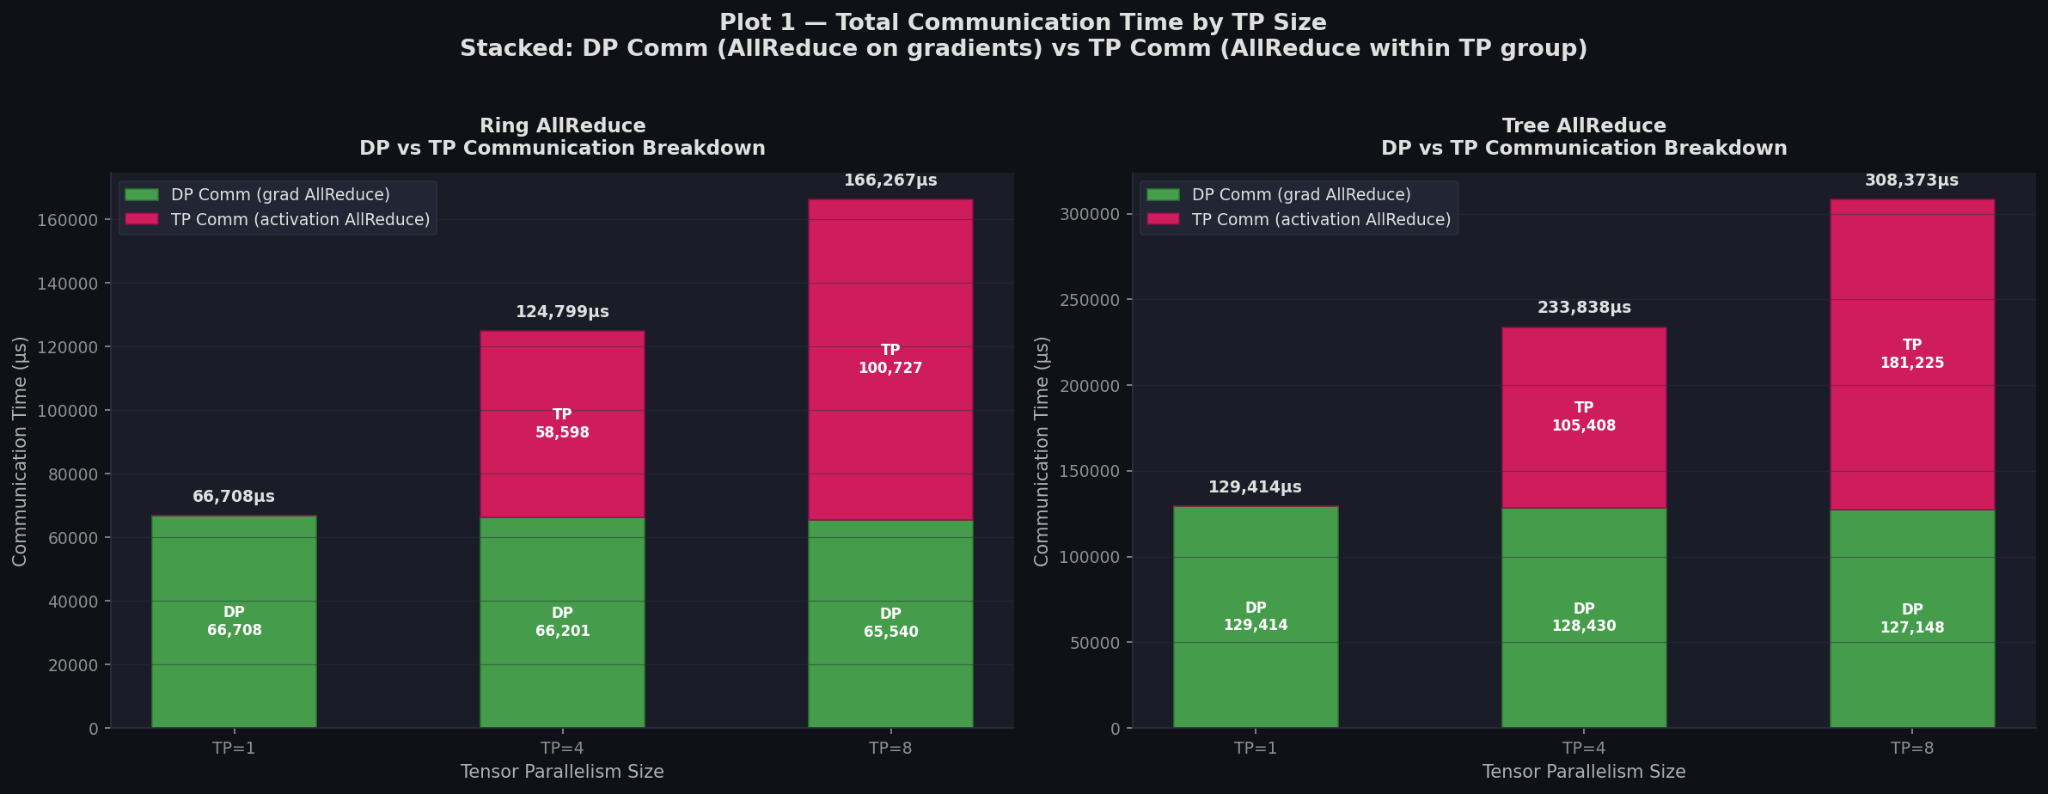 Plot 1 — Total Communication Time by TP Size
Stacked: DP Comm (AllReduce on gradients) vs TP Comm (AllReduce within TP group)
Ring AllReduce
DP vs TP Communication Breakdown
DP Comm (grad AllReduce)
TP Comm (activation AllReduce)
Communication Time (µs)
160000
140000
120000
100000
80000
60000
40000
20000
0
66,708µs
DP
66,708
124,799µs
TP
58,598
DP
66,201
166,267µs
TP
100,727
DP
65,540
TP=1
TP=4
TP=8
Tensor Parallelism Size
Tree AllReduce
DP vs TP Communication Breakdown
DP Comm (grad AllReduce)
TP Comm (activation AllReduce)
Communication Time (µs)
300000
250000
200000
150000
100000
50000
0
129,414µs
DP
129,414
233,838µs
TP
105,408
DP
128,430
308,373µs
TP
181,225
DP
127,148
TP=1
TP=4
TP=8
Tensor Parallelism Size